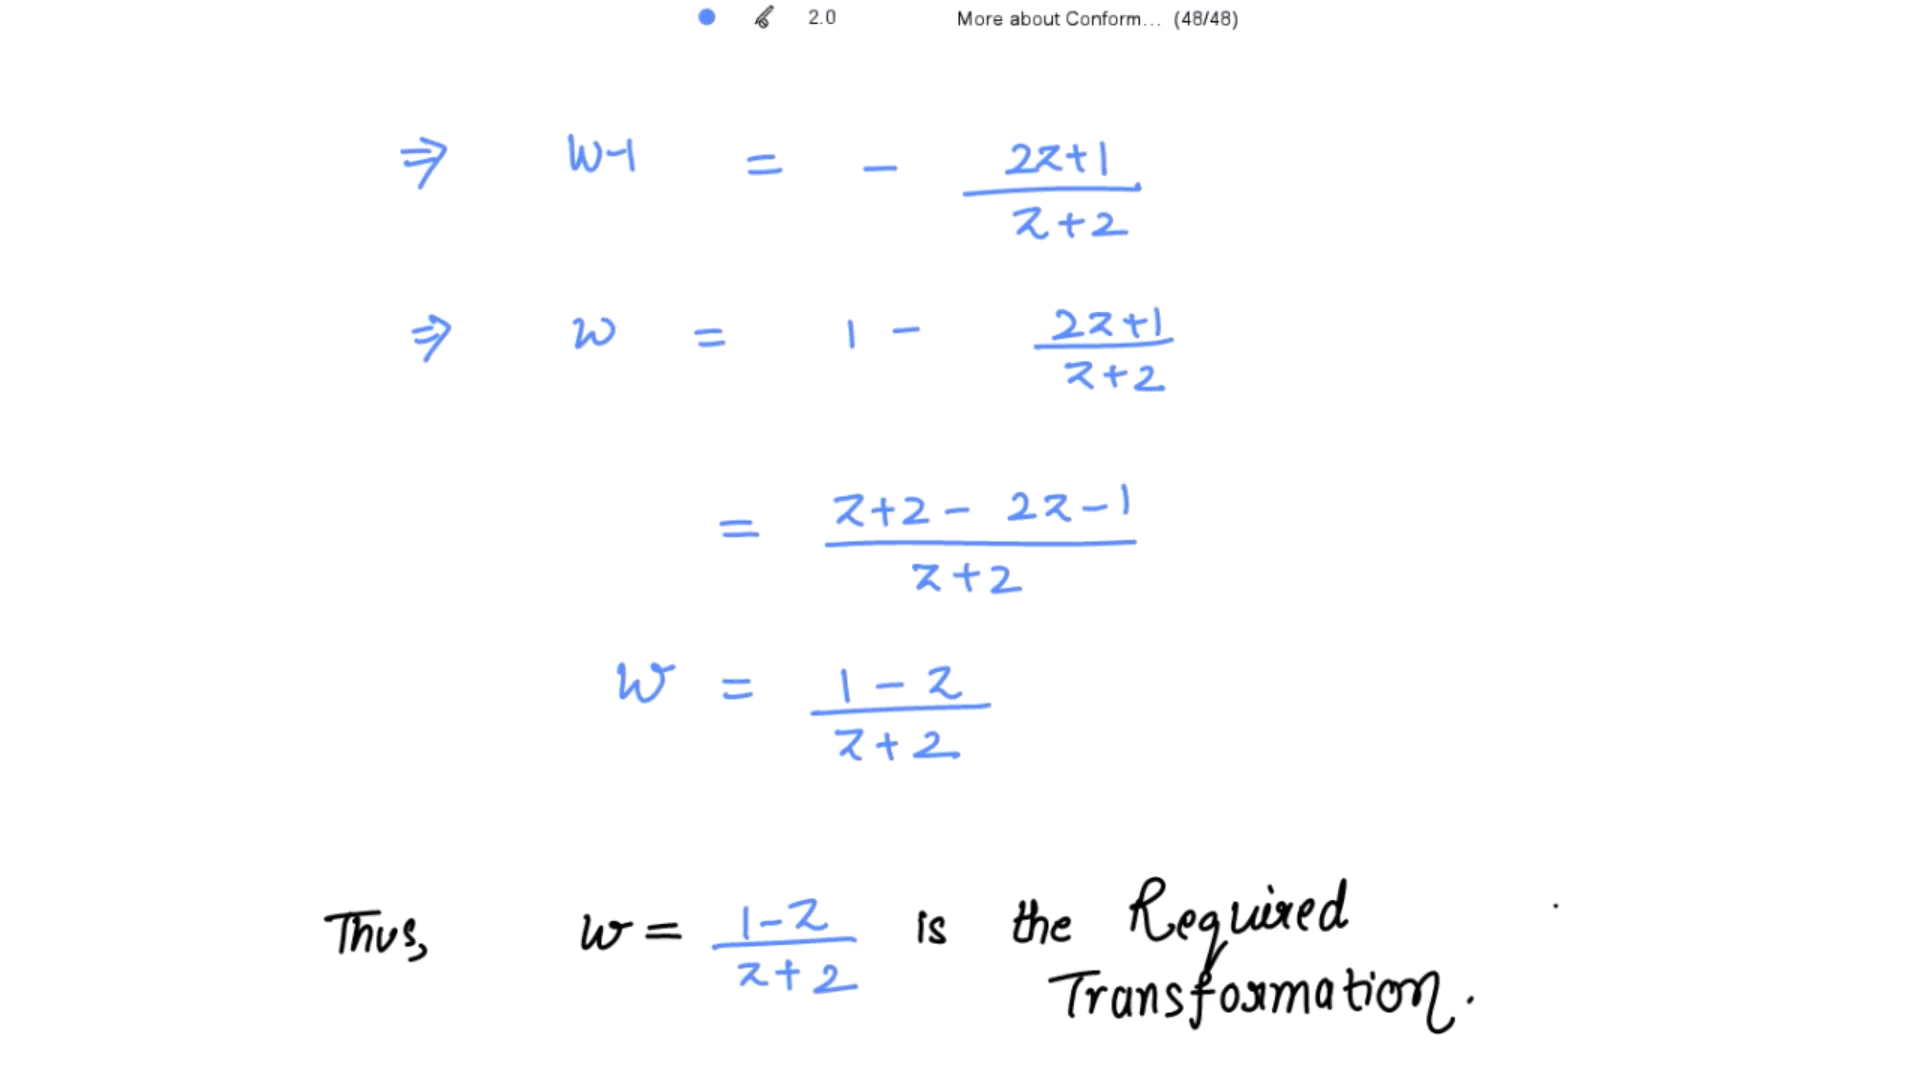 2.0 More about Conform... (48/48)
⇒ w-1 = - (2z+1)/(z+2)
⇒ w = 1 - (2z+1)/(z+2)
= (z+2 - 2z-1)/(z+2)
w = (1-z)/(z+2)
Thus, w = (1-z)/(z+2) is the Required
Transformation.